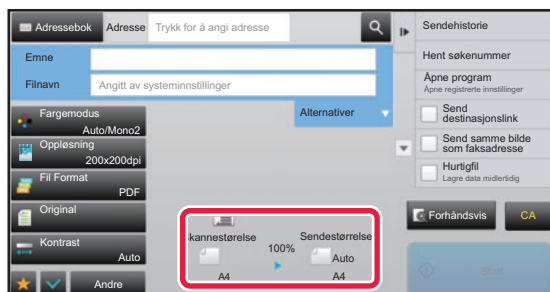 Adressebok
Adresse
Trykk for å angi adresse
Emne
Filnavn
Angitt av systeminnstillinger
Alternativer
Fargemodus
Auto/Mono2
Oppløsning
200x200dpi
Fil Format
PDF
Original
Kontrast
Auto
Andre
kannestørelse
A4
100%
Sendestørrelse
Auto
A4
Sendehistorie
Hent søkenummer
Åpne program
Åpne registrerte innstillinger
Send
destinasjonslink
Send samme bilde
som faksadresse
Hurtigfil
Lagre data midlertidig
Forhåndsvis
CA
Start